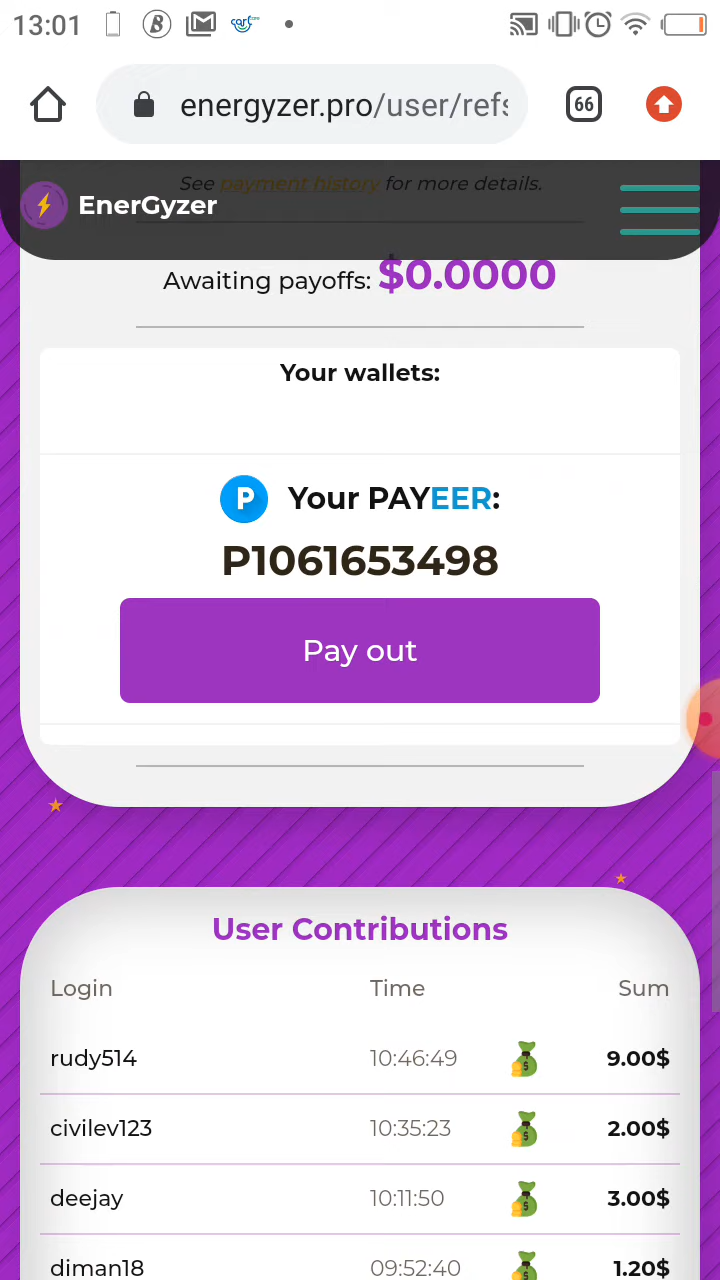 13:01
energyzer.pro/user/refs
66
See payment history for more details.
EnerGyzer
Awaiting payoffs: $0.0000
Your wallets:
P Your PAYEER:
P1061653498
Pay out
User Contributions
Login Time Sum
rudy514 10:46:49 9.00$
civilev123 10:35:23 2.00$
deejay 10:11:50 3.00$
diman18 09:52:40 1.20$